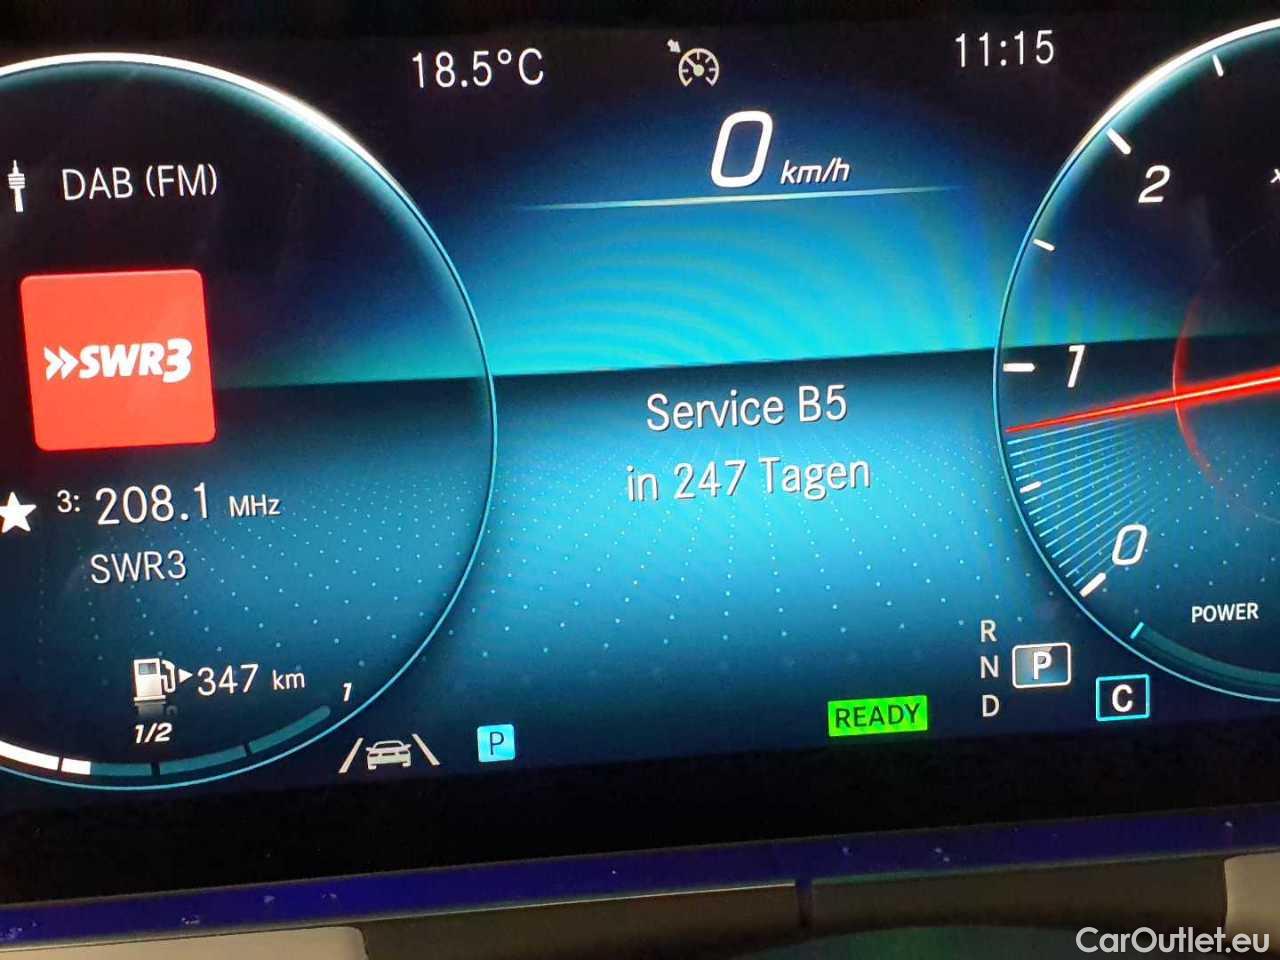 18.5°C
11:15
0 km/h
DAB (FM)
SWR3
3: 208.1 MHz
SWR3
347 km
1/2
1
Service B5
in 247 Tagen
2
1
0
POWER
R
N
D
P
C
READY
P
CarOutlet.eu